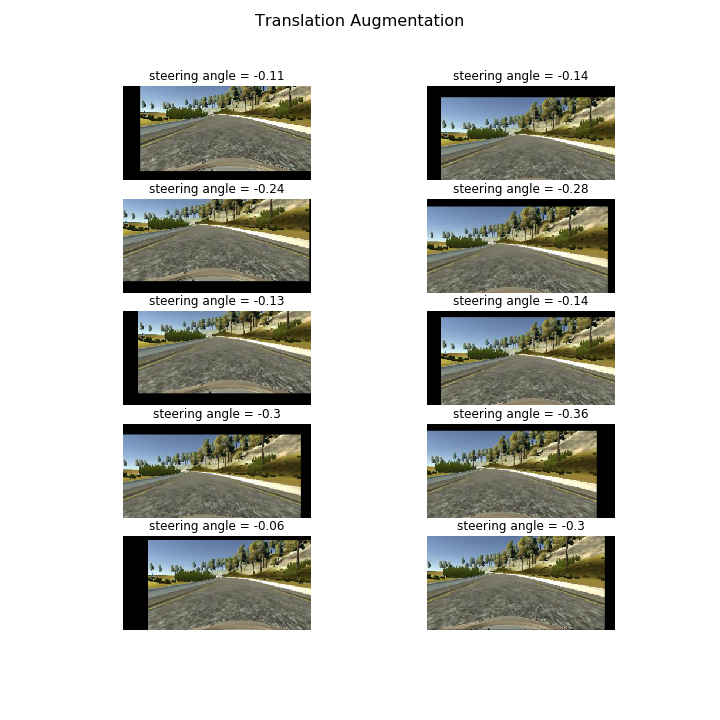 Translation Augmentation
steering angle = -0.11
steering angle = -0.14
steering angle = -0.24
steering angle = -0.28
steering angle = -0.13
steering angle = -0.14
steering angle = -0.3
steering angle = -0.36
steering angle = -0.06
steering angle = -0.3